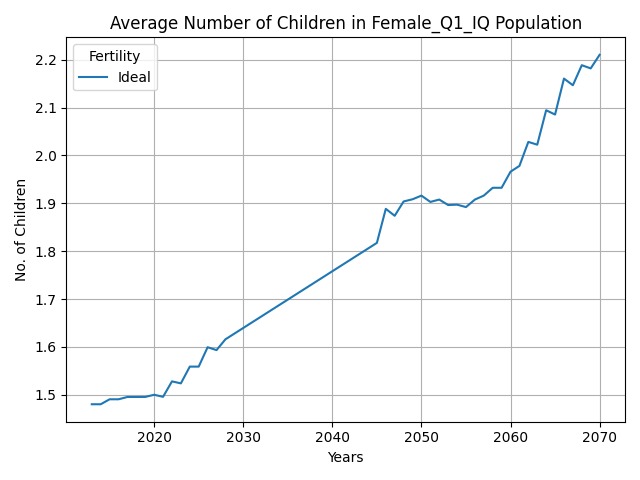 Average Number of Children in Female_Q1_IQ Population
Fertility
Ideal
2.2
2.1
2.0
1.9
1.8
1.7
1.6
1.5
No. of Children
2020 2030 2040 2050 2060 2070
Years